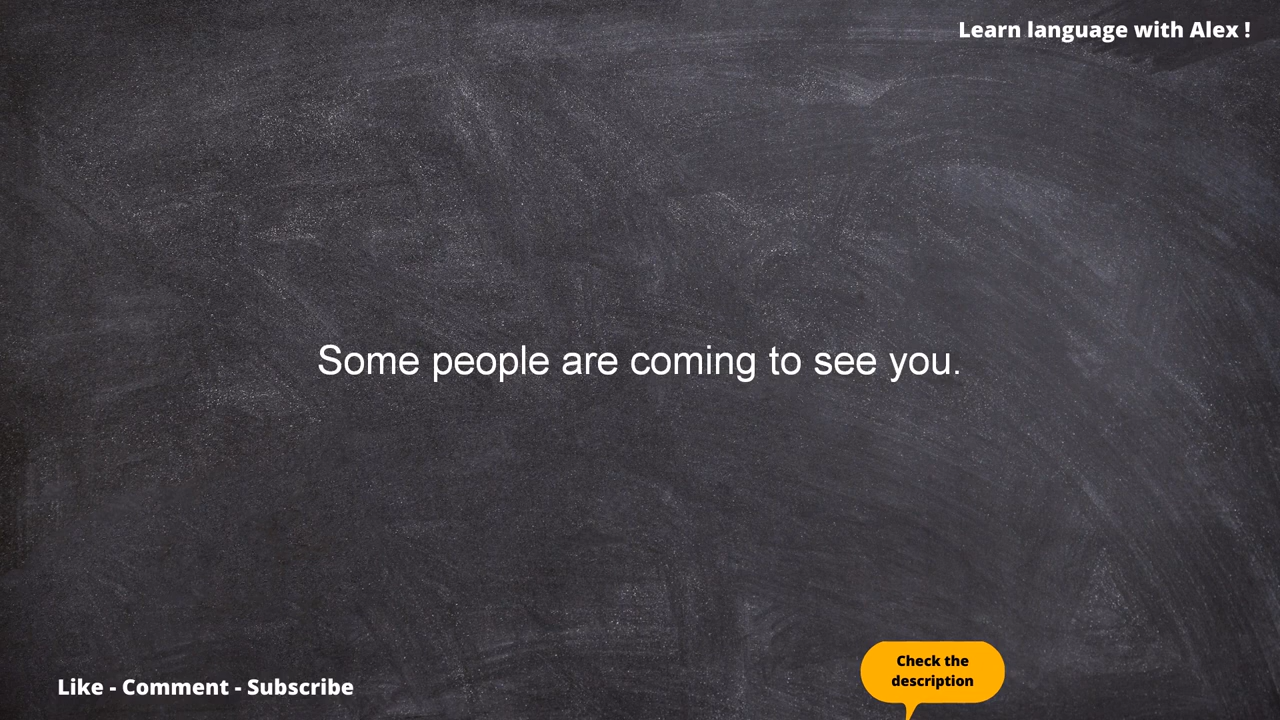 Learn language with Alex !
Some people are coming to see you.
Check the
description
Like - Comment - Subscribe